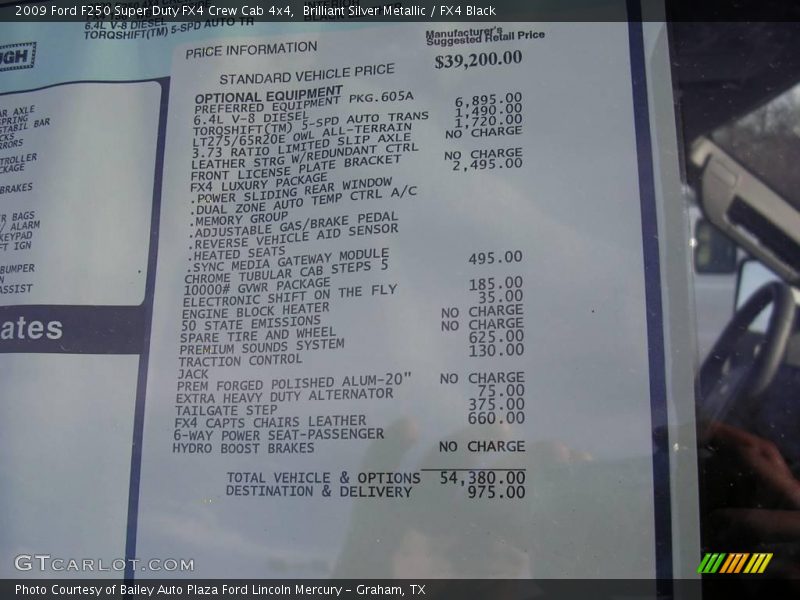 2009 Ford F250 Super Duty FX4 Crew Cab 4x4, Brilliant Silver Metallic / FX4 Black
6.4L V-8 DIESEL
TORQSHIFT(TM) 5-SPD AUTO TR
UGH
AR AXLE
SPRING
STABIL BAR
CKS
RRORS
TROLLER
CKAGE
BRAKES
R BAGS
/ ALARM
KEYPAD
FT IGN
BUMPER
N
ASSIST
ates
PRICE INFORMATION
Manufacturer's
Suggested Retail Price
STANDARD VEHICLE PRICE $39,200.00
OPTIONAL EQUIPMENT
PREFERRED EQUIPMENT PKG.605A
6.4L V-8 DIESEL 6,895.00
TORQSHIFT(TM) 5-SPD AUTO TRANS 1,490.00
LT275/65R20E OWL ALL-TERRAIN 1,720.00
3.73 RATIO LIMITED SLIP AXLE NO CHARGE
LEATHER STRG W/REDUNDANT CTRL
FRONT LICENSE PLATE BRACKET NO CHARGE
FX4 LUXURY PACKAGE 2,495.00
.POWER SLIDING REAR WINDOW
.DUAL ZONE AUTO TEMP CTRL A/C
.MEMORY GROUP
.ADJUSTABLE GAS/BRAKE PEDAL
.REVERSE VEHICLE AID SENSOR
.HEATED SEATS
.SYNC MEDIA GATEWAY MODULE
CHROME TUBULAR CAB STEPS 5 495.00
10000# GVWR PACKAGE
ELECTRONIC SHIFT ON THE FLY 185.00
ENGINE BLOCK HEATER 35.00
50 STATE EMISSIONS NO CHARGE
SPARE TIRE AND WHEEL NO CHARGE
PREMIUM SOUNDS SYSTEM 625.00
TRACTION CONTROL 130.00
JACK
PREM FORGED POLISHED ALUM-20" NO CHARGE
EXTRA HEAVY DUTY ALTERNATOR 75.00
TAILGATE STEP 375.00
FX4 CAPTS CHAIRS LEATHER 660.00
6-WAY POWER SEAT-PASSENGER
HYDRO BOOST BRAKES NO CHARGE
TOTAL VEHICLE & OPTIONS 54,380.00
DESTINATION & DELIVERY 975.00
GTCARLOT.COM
Photo Courtesy of Bailey Auto Plaza Ford Lincoln Mercury - Graham, TX